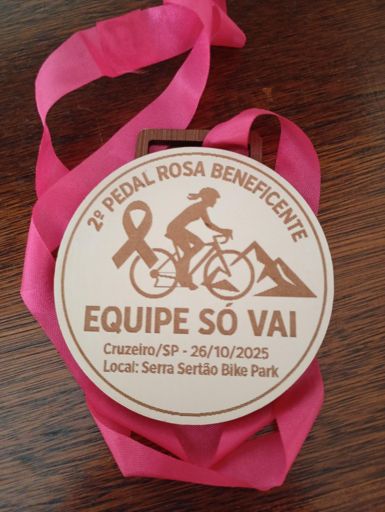 2º PEDAL ROSA BENEFICENTE
EQUIPE SÓ VAI
Cruzeiro/SP - 26/10/2025
Local: Serra Sertão Bike Park